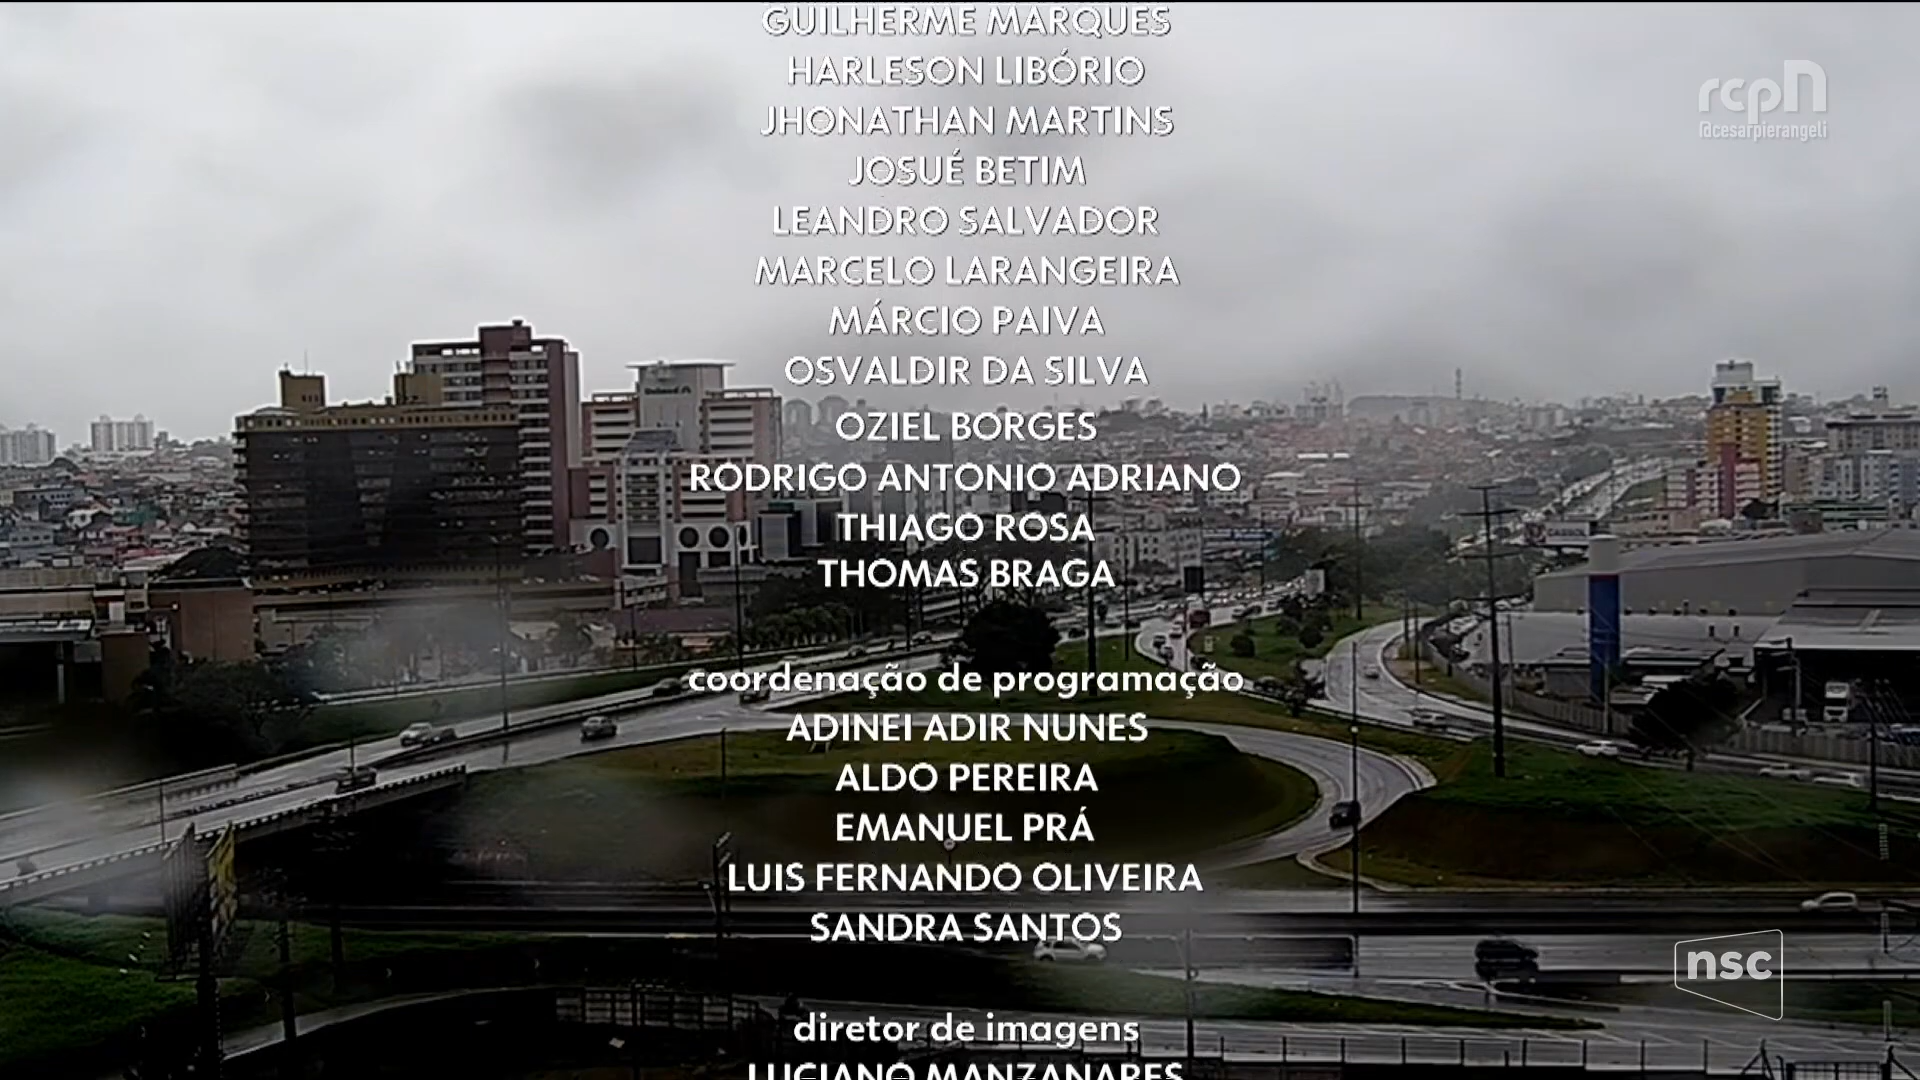 GUILHERME MARQUES
HARLESON LIBÓRIO
JHONATHAN MARTINS
JOSUÉ BETIM
LEANDRO SALVADOR
MARCELO LARANGEIRA
MÁRCIO PAIVA
OSVALDIR DA SILVA
OZIEL BORGES
RODRIGO ANTONIO ADRIANO
THIAGO ROSA
THOMAS BRAGA
coordenação de programação
ADINEI ADIR NUNES
ALDO PEREIRA
EMANUEL PRÁ
LUIS FERNANDO OLIVEIRA
SANDRA SANTOS
diretor de imagens
LUCIANO MANZANARES
rcpn
@cesarpierangeli
nsc